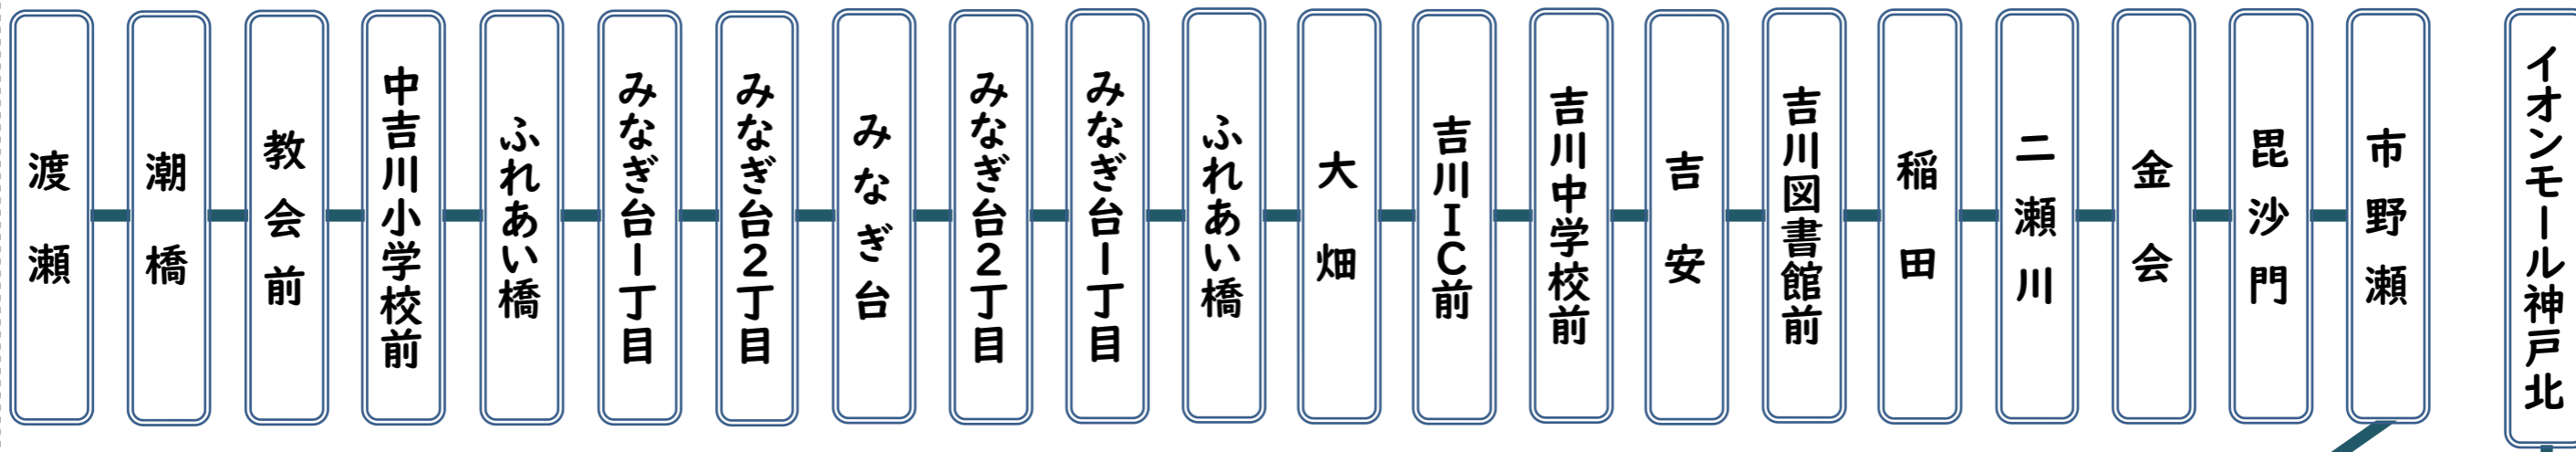 渡瀬
潮橋
教会前
中吉川小学校前
ふれあい橋
みなぎ台1丁目
みなぎ台2丁目
みなぎ台
みなぎ台2丁目
みなぎ台1丁目
ふれあい橋
大畑
吉川IC前
吉川中学校前
吉安
吉川図書館前
稲田
二瀬川
金会
毘沙門
市野瀬
イオンモール神戸北